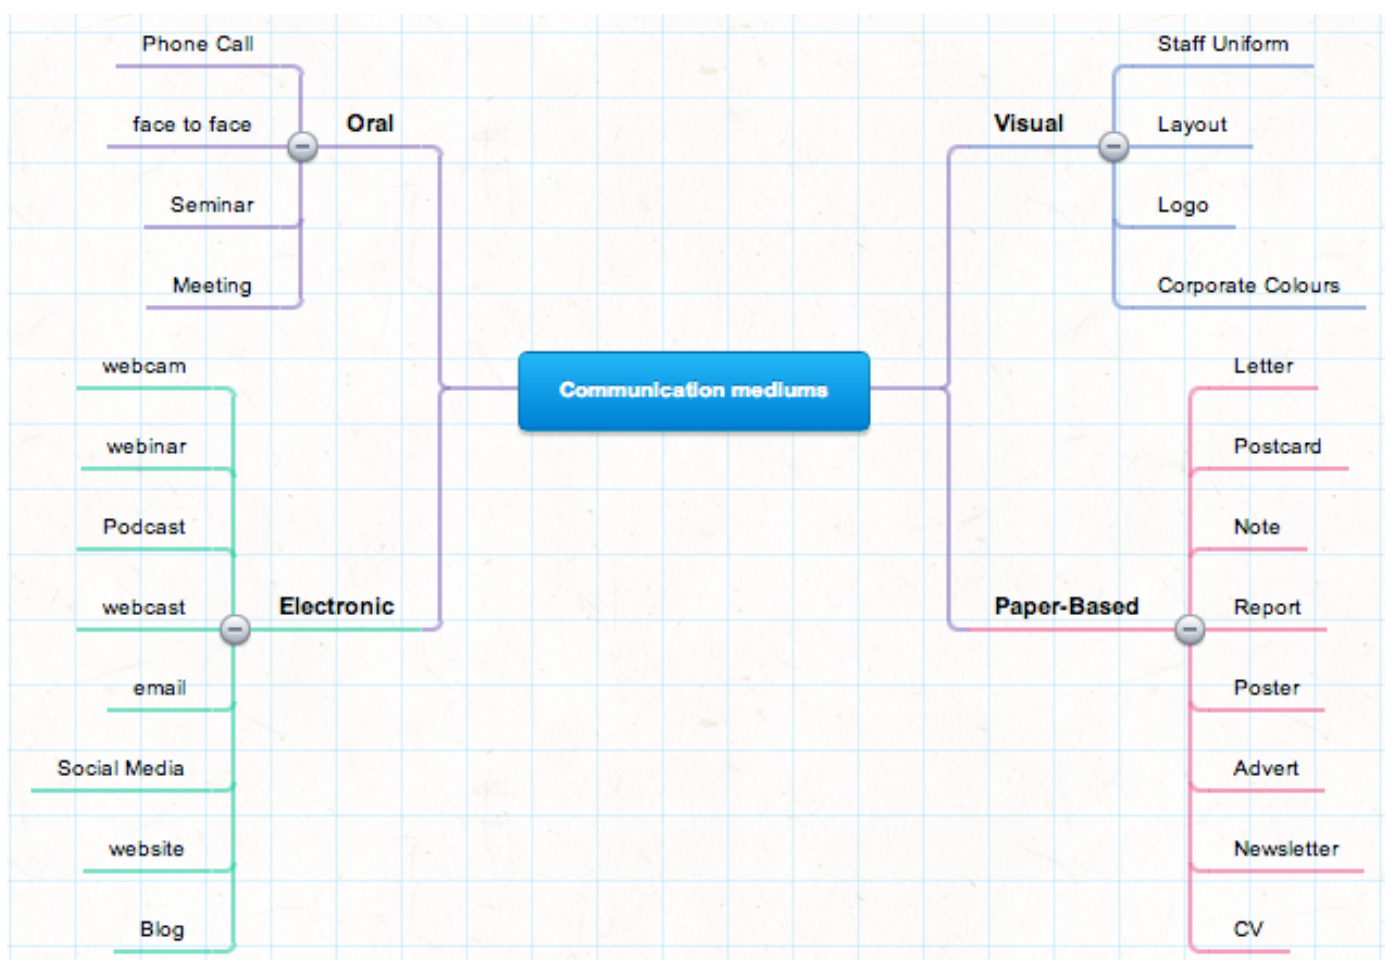 Communication mediums
Oral
Phone Call
face to face
Seminar
Meeting
Electronic
webcam
webinar
Podcast
webcast
email
Social Media
website
Blog
Visual
Staff Uniform
Layout
Logo
Corporate Colours
Paper-Based
Letter
Postcard
Note
Report
Poster
Advert
Newsletter
CV